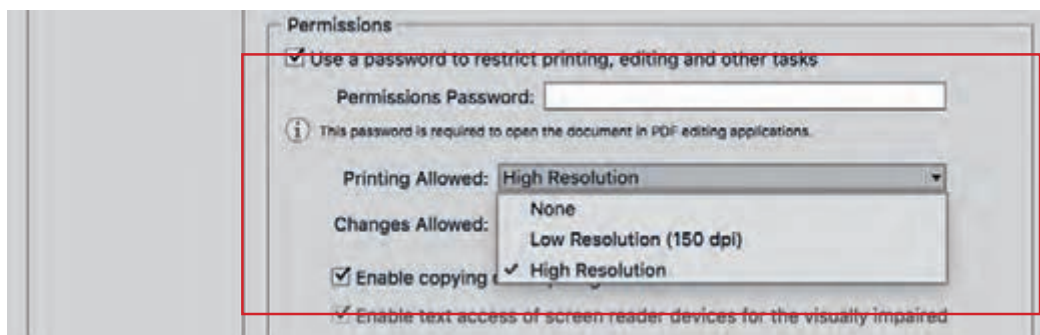 Permissions
Use a password to restrict printing, editing and other tasks
Permissions Password:
This password is required to open the document in PDF editing applications.
Printing Allowed: High Resolution
None
Changes Allowed:
Low Resolution (150 dpi)
High Resolution
Enable copying
Enable text access of screen reader devices for the visually impaired